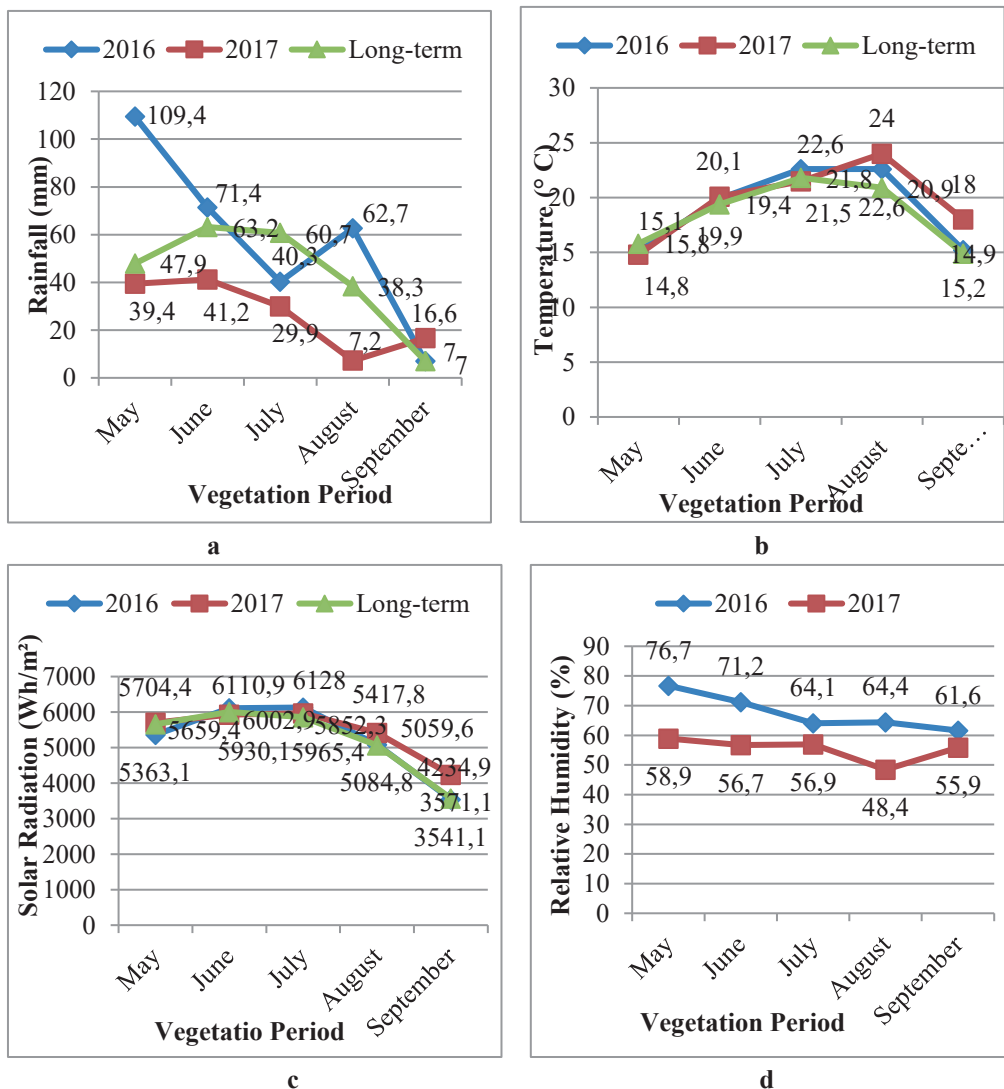 2016 2017 Long-term
Rainfall (mm)
120
100
80
60
40
20
0
109,4
71,4
63,2
60,7
62,7
47,9
40,3
38,3
39,4
41,2
29,9
7,2
16,6
7
7
May
June
July
August
September
Vegetation Period
a
2016 2017 Long-term
Temperature (° C)
30
25
20
15
10
5
0
24
20,1
22,6
21,8
20,9
18
15,1
15,8
19,9
19,4
21,5
22,6
14,9
14,8
15,2
May
June
July
August
Septe…
Vegetation Period
b
2016 2017 Long-term
Solar Radiation (Wh/m²)
7000
6000
5000
4000
3000
2000
1000
0
5704,4
6110,9
6128
5417,8
5659,4
6002,9
5852,3
5059,6
5363,1
5930,1
5965,4
5084,8
4234,9
3571,1
3541,1
May
June
July
August
September
Vegetatio Period
c
2016 2017
Relative Humidity (%)
90
80
70
60
50
40
30
20
10
0
76,7
71,2
64,1
64,4
61,6
58,9
56,7
56,9
48,4
55,9
May
June
July
August
September
Vegetation Period
d